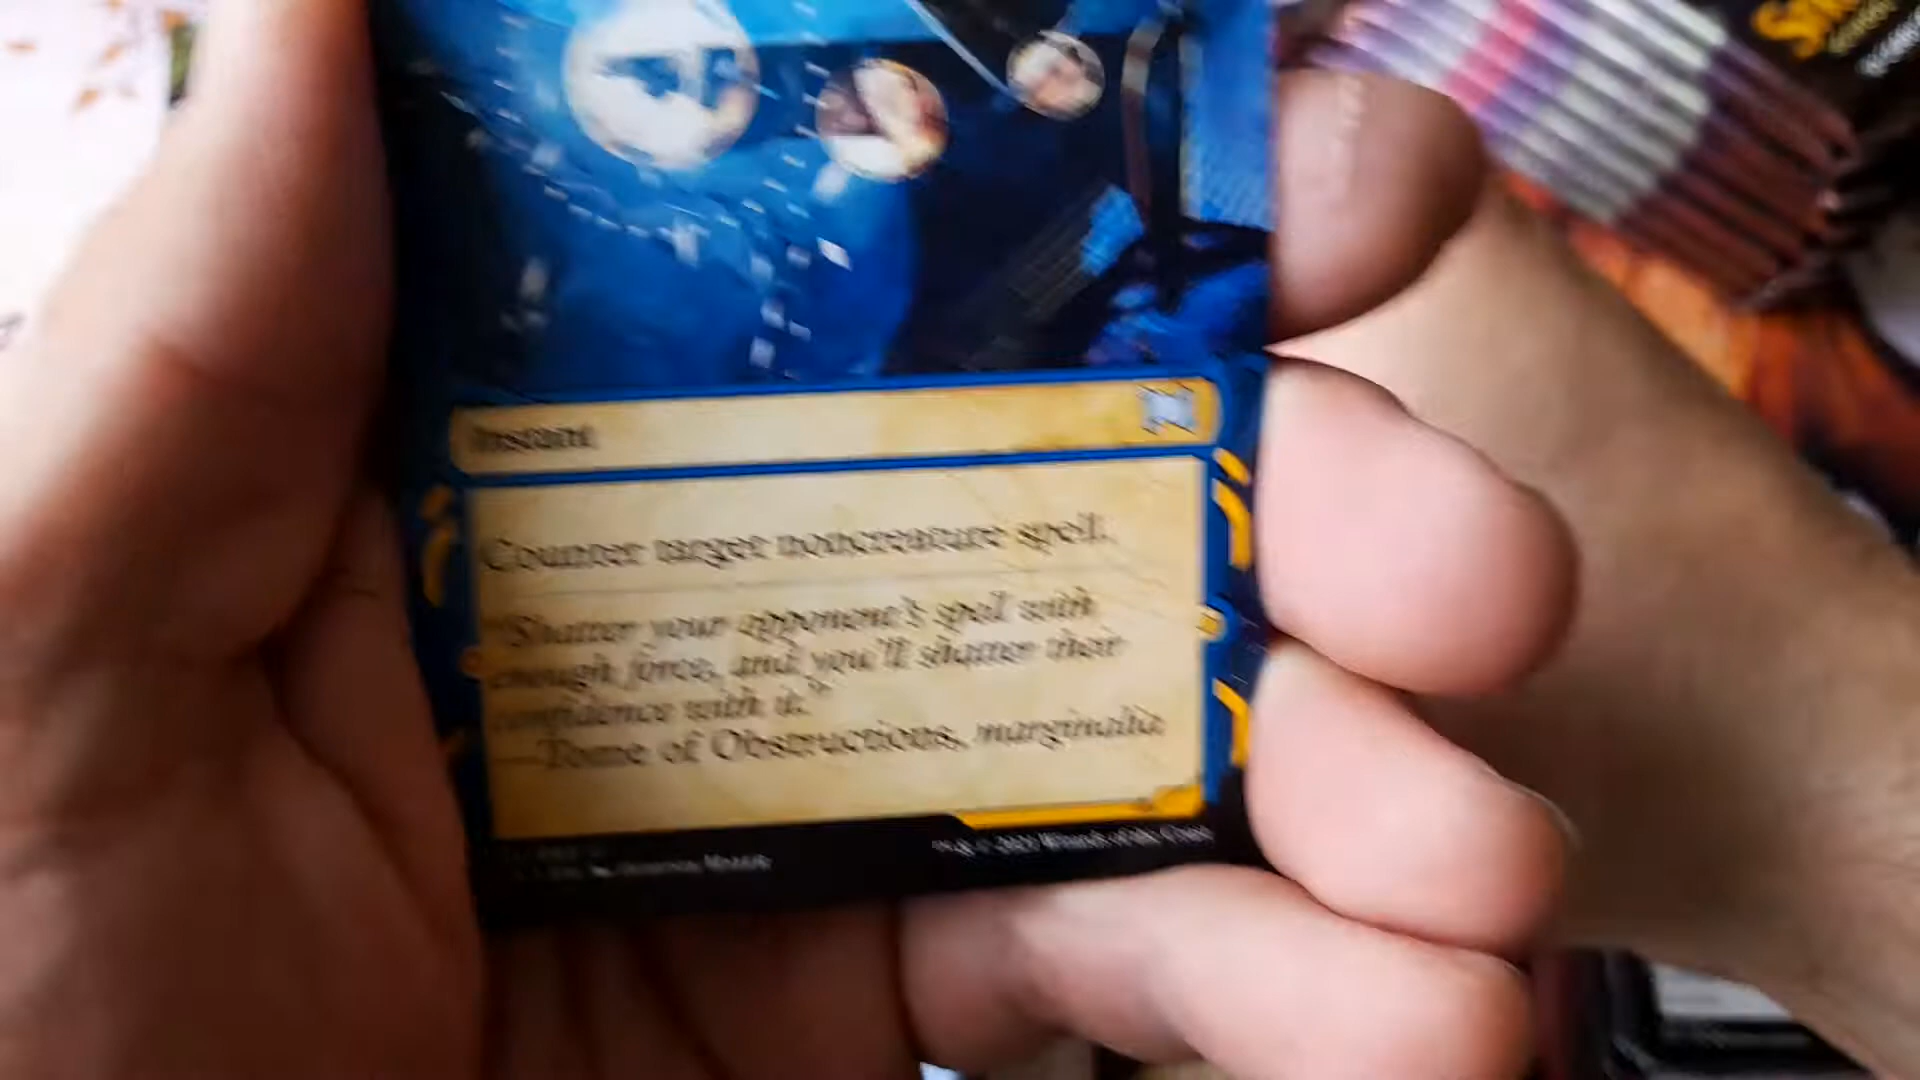 Instant
Counter target noncreature spell.
"Shatter your opponent's spell with
enough force, and you'll shatter their
confidence with it."
—Tome of Obstructions, marginalia
© 2021 Wizards of the Coast